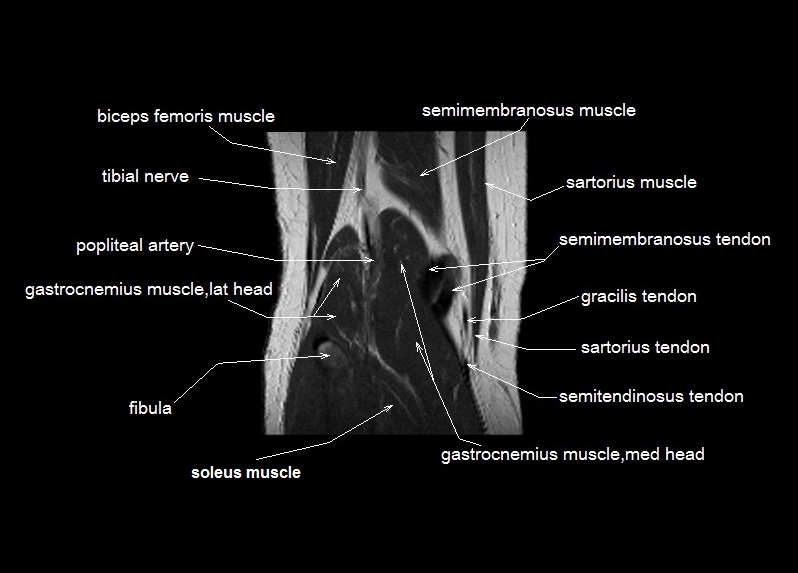 biceps femoris muscle
semimembranosus muscle
tibial nerve
sartorius muscle
popliteal artery
semimembranosus tendon
gastrocnemius muscle,lat head
gracilis tendon
sartorius tendon
fibula
semitendinosus tendon
gastrocnemius muscle,med head
soleus muscle